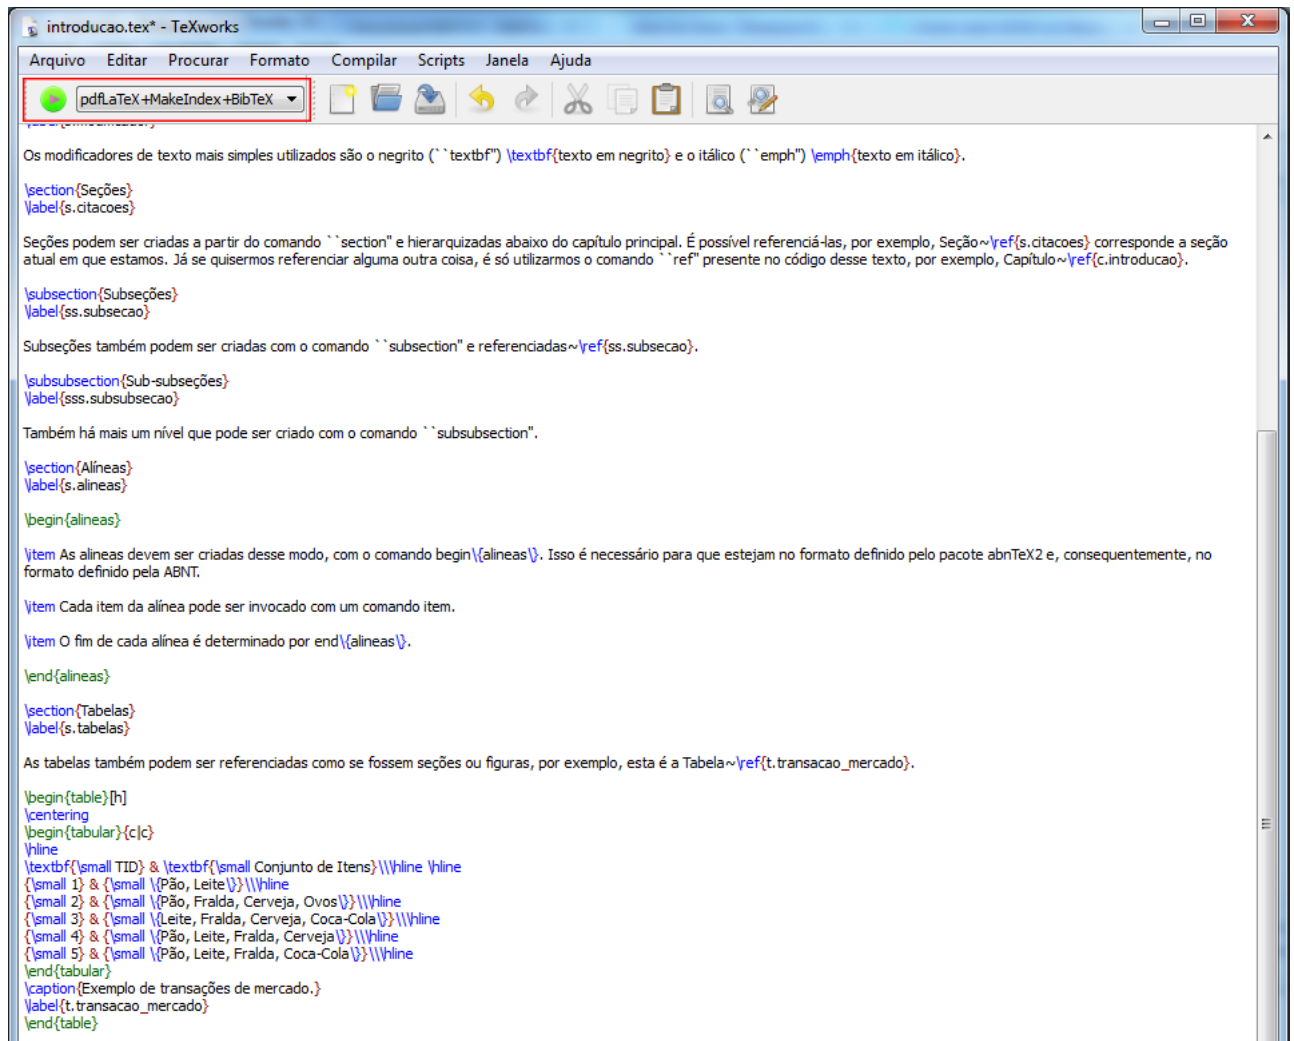 introducao.tex* - TeXworks
Arquivo Editar Procurar Formato Compilar Scripts Janela Ajuda
pdfLaTeX+MakeIndex+BibTeX
Os modificadores de texto mais simples utilizados são o negrito (``textbf") \textbf{texto em negrito} e o itálico (``emph") \emph{texto em itálico}.
\section{Seções}
\label{s.citacoes}
Seções podem ser criadas a partir do comando ``section" e hierarquizadas abaixo do capítulo principal. É possível referenciá-las, por exemplo, Seção~\ref{s.citacoes} corresponde a seção
atual em que estamos. Já se quisermos referenciar alguma outra coisa, é só utilizarmos o comando ``ref" presente no código desse texto, por exemplo, Capítulo~\ref{c.introducao}.
\subsection{Subseções}
\label{ss.subsecao}
Subseções também podem ser criadas com o comando ``subsection" e referenciadas~\ref{ss.subsecao}.
\subsubsection{Sub-subseções}
\label{sss.subsubsecao}
Também há mais um nível que pode ser criado com o comando ``subsubsection".
\section{Alíneas}
\label{s.alineas}
\begin{alineas}
\item As alineas devem ser criadas desse modo, com o comando begin\{alineas\}. Isso é necessário para que estejam no formato definido pelo pacote abnTeX2 e, consequentemente, no
formato definido pela ABNT.
\item Cada item da alínea pode ser invocado com um comando item.
\item O fim de cada alínea é determinado por end\{alineas\}.
\end{alineas}
\section{Tabelas}
\label{s.tabelas}
As tabelas também podem ser referenciadas como se fossem seções ou figuras, por exemplo, esta é a Tabela~\ref{t.transacao_mercado}.
\begin{table}[h]
\centering
\begin{tabular}{c|c}
\hline
\textbf{\small TID} & \textbf{\small Conjunto de Itens}\\\hline \hline
{\small 1} & {\small \{Pão, Leite\}}\\\hline
{\small 2} & {\small \{Pão, Fralda, Cerveja, Ovos\}}\\\hline
{\small 3} & {\small \{Leite, Fralda, Cerveja, Coca-Cola\}}\\\hline
{\small 4} & {\small \{Pão, Leite, Fralda, Cerveja\}}\\\hline
{\small 5} & {\small \{Pão, Leite, Fralda, Coca-Cola\}}\\\hline
\end{tabular}
\caption{Exemplo de transações de mercado.}
\label{t.transacao_mercado}
\end{table}